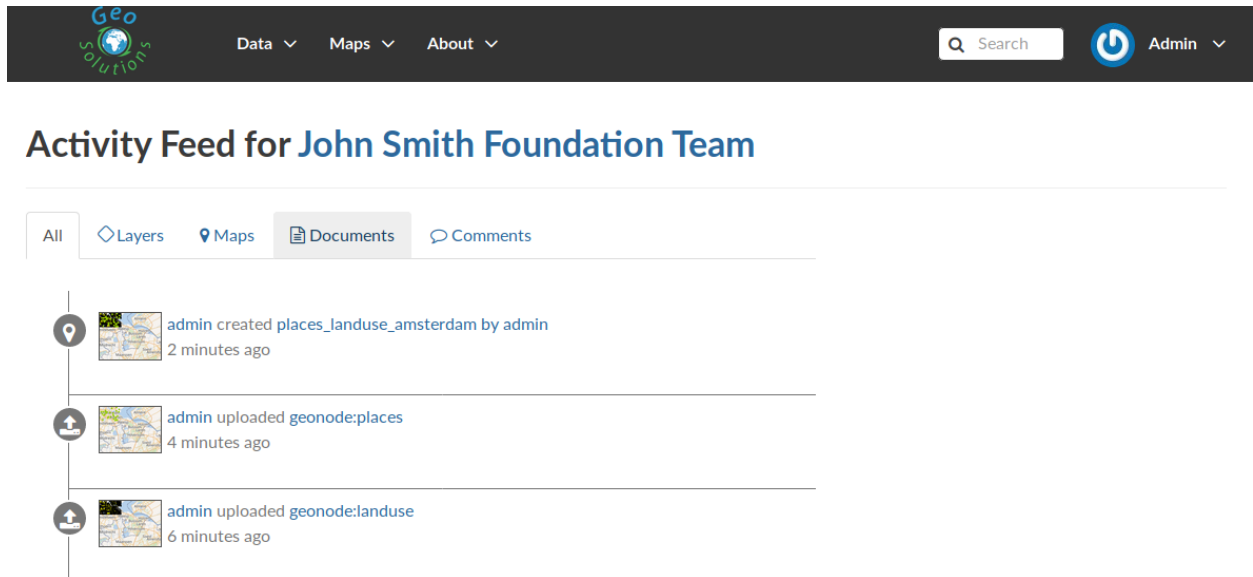 Geo
Solutions
Data Maps About Search Admin
Activity Feed for John Smith Foundation Team
All Layers Maps Documents Comments
admin created places_landuse_amsterdam by admin
2 minutes ago
admin uploaded geonode:places
4 minutes ago
admin uploaded geonode:landuse
6 minutes ago